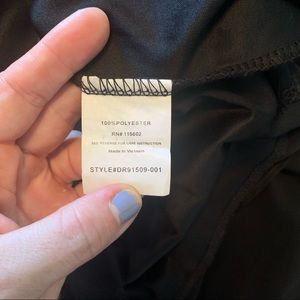 100%POLYESTER
RN# 115602
SEE REVERSE FOR CARE INSTRUCTION
Made In Vietnam
STYLE#DR91509-001